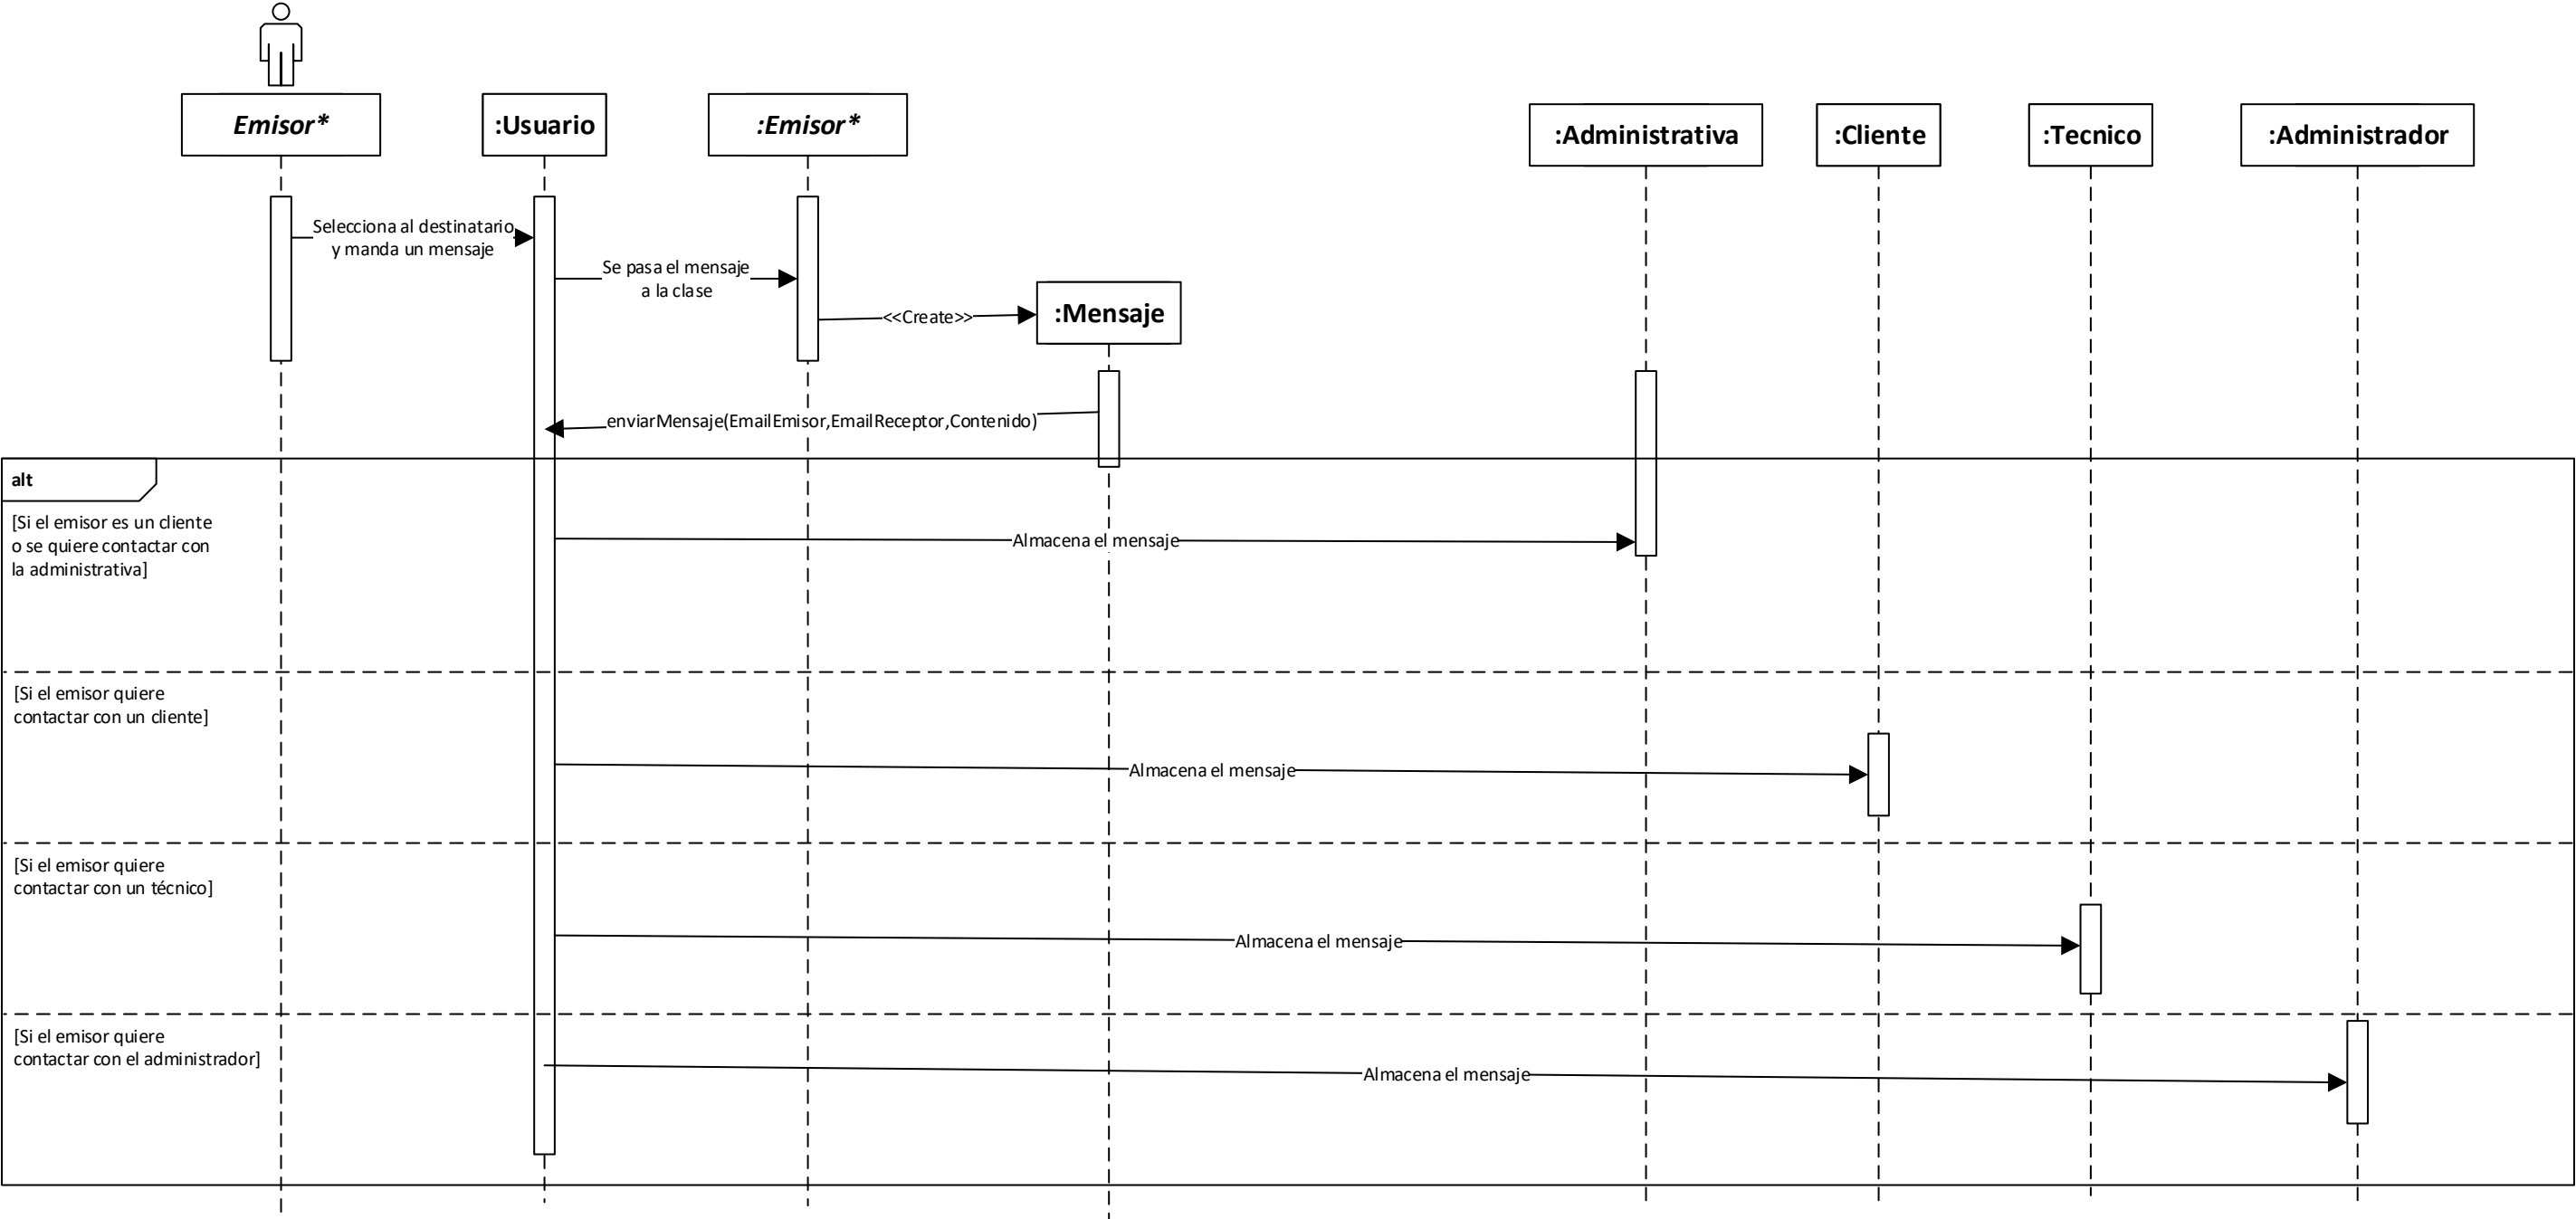 Emisor*
:Usuario
:Emisor*
:Administrativa
:Cliente
:Tecnico
:Administrador
Selecciona al destinatario
y manda un mensaje
Se pasa el mensaje
a la clase
<<Create>>
:Mensaje
enviarMensaje(EmailEmisor,EmailReceptor,Contenido)
alt
[Si el emisor es un cliente
o se quiere contactar con
la administrativa]
Almacena el mensaje
[Si el emisor quiere
contactar con un cliente]
Almacena el mensaje
[Si el emisor quiere
contactar con un técnico]
Almacena el mensaje
[Si el emisor quiere
contactar con el administrador]
Almacena el mensaje